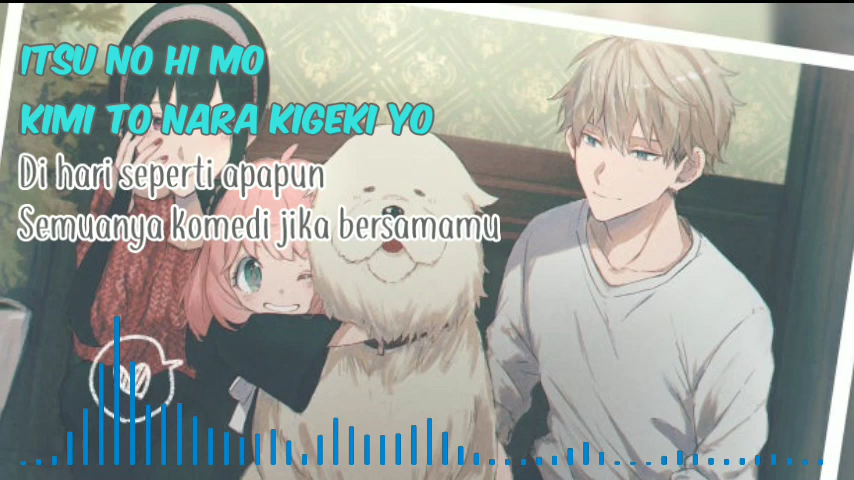 ITSU NO HI MO
KIMI TO NARA KIGEKI YO
Di hari seperti apapun
Semuanya komedi jika bersamamu